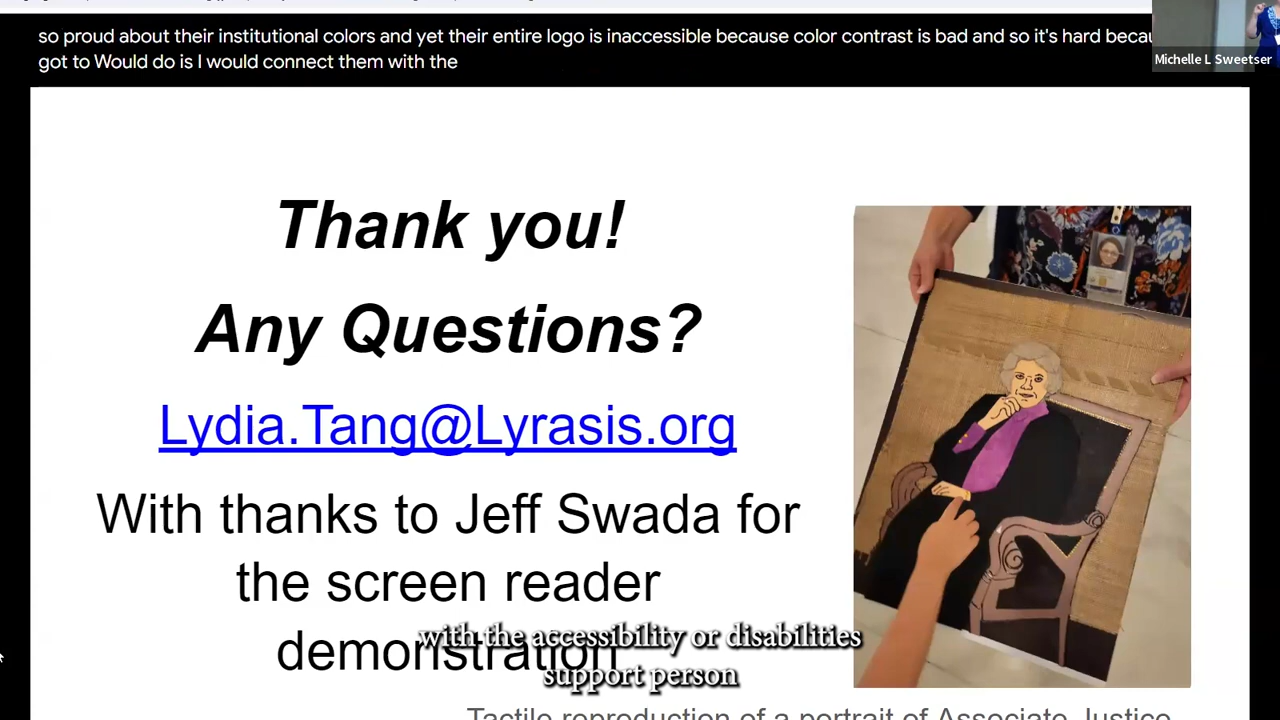 so proud about their institutional colors and yet their entire logo is inaccessible because color contrast is bad and so it's hard
got to Would do is I would connect them with the
Michelle L Sweetser
Thank you!
Any Questions?
Lydia.Tang@Lyrasis.org
With thanks to Jeff Swada for
the screen reader
demonstration
with the accessibility or disabilities
support person
Tactile reproduction of a portrait of Associate Justice